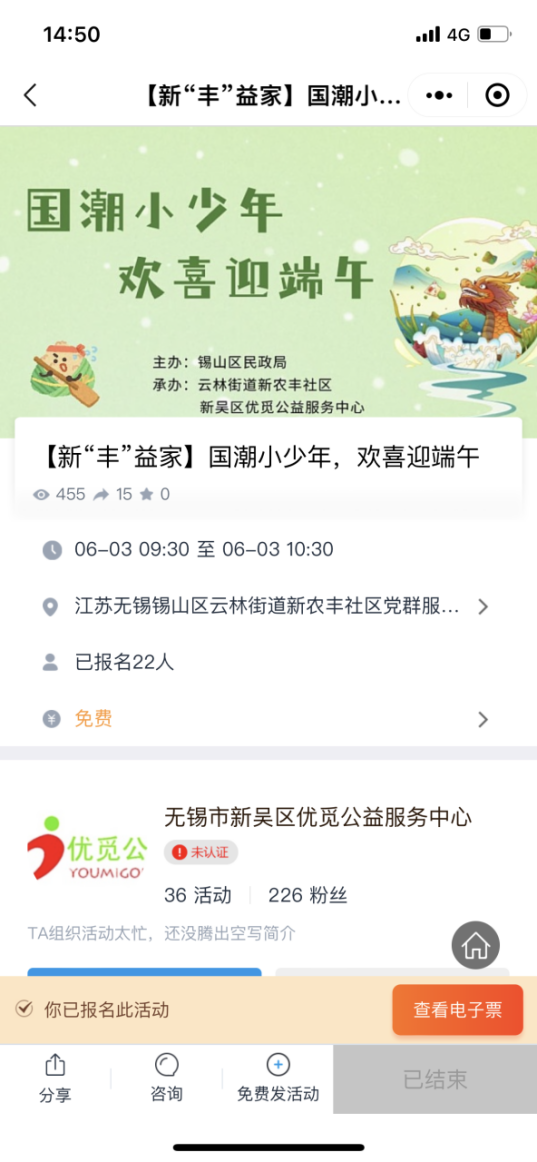 14:50
4G
【新“丰”益家】国潮小...
国潮小少年
欢喜迎端午
主办：锡山区民政局
承办：云林街道新农丰社区
新吴区优觅公益服务中心
【新“丰”益家】国潮小少年，欢喜迎端午
455 15 0
06-03 09:30 至 06-03 10:30
江苏无锡锡山区云林街道新农丰社区党群服...
已报名22人
¥ 免费
无锡市新吴区优觅公益服务中心
优觅公
YOUMIGO
! 未认证
36 活动 226 粉丝
TA组织活动太忙，还没腾出空写简介
你已报名此活动
查看电子票
分享
咨询
免费发活动
已结束